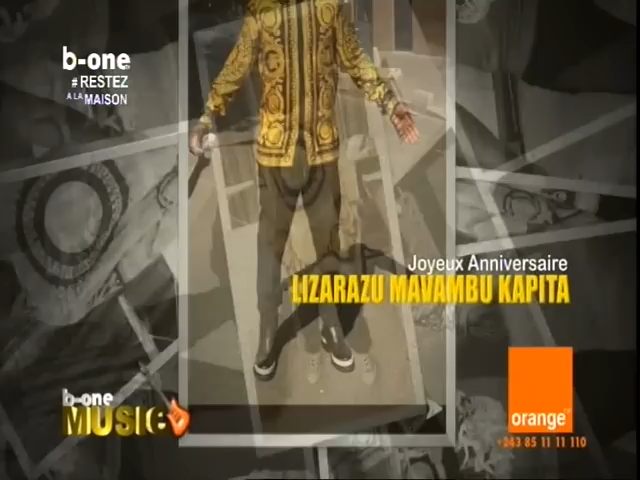 b-one
# RESTEZ
A LA MAISON
Joyeux Anniversaire
LIZARAZU MAVAMBU KAPITA
b-one
MUSIC
orange
+243 85 11 11 110